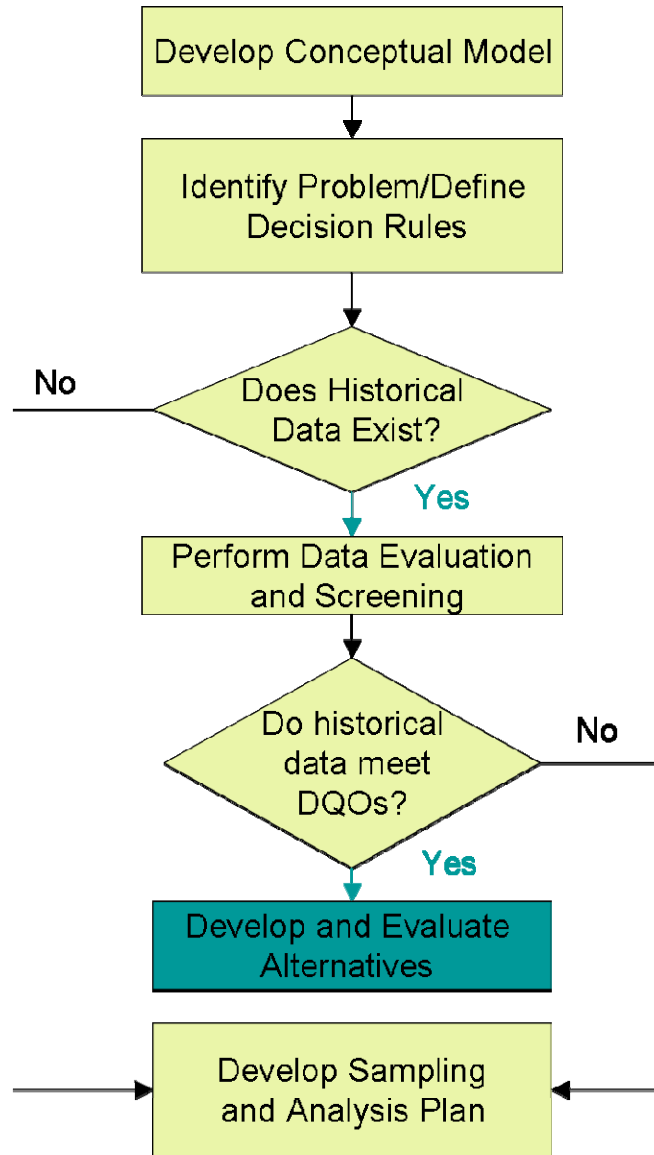 Develop Conceptual Model
Identify Problem/Define
Decision Rules
No
Does Historical
Data Exist?
Yes
Perform Data Evaluation
and Screening
Do historical
data meet
DQOs?
No
Yes
Develop and Evaluate
Alternatives
Develop Sampling
and Analysis Plan